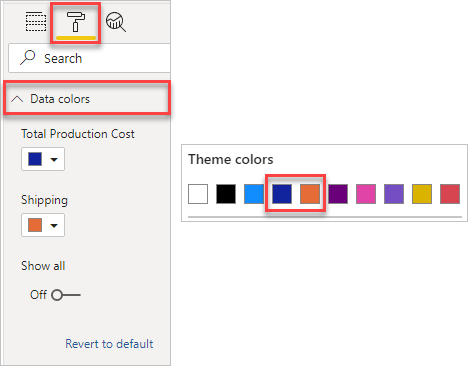 Search
Data colors
Total Production Cost
Shipping
Show all
Off
Revert to default
Theme colors